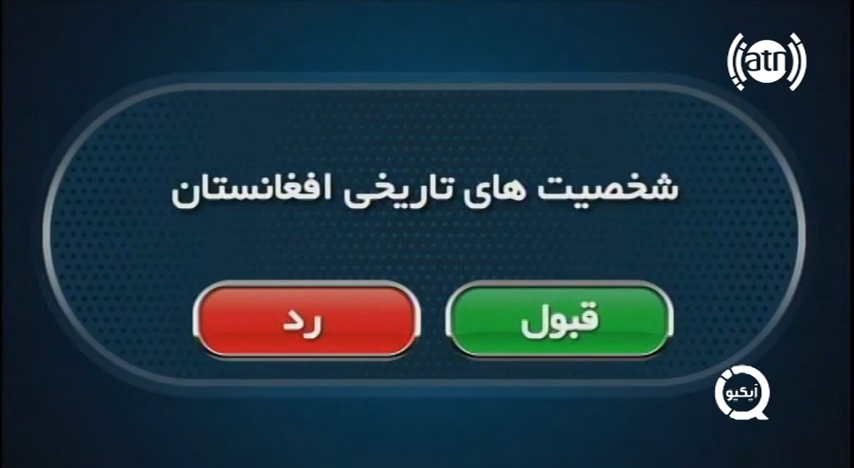 atn
شخصیت های تاریخی افغانستان
قبول
رد
آیکیو